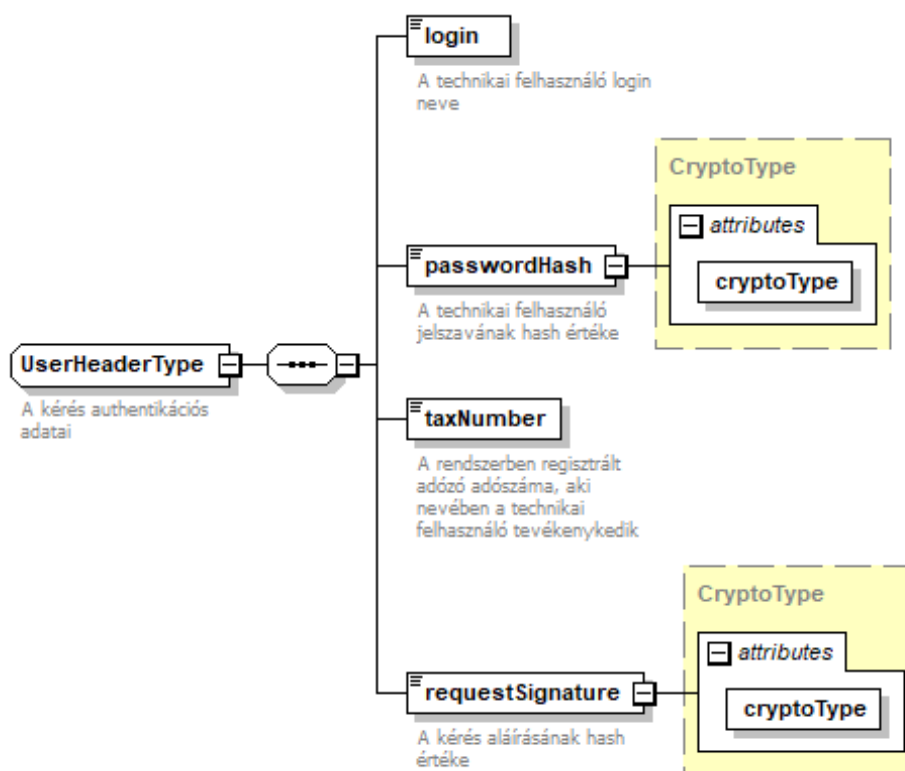 login
A technikai felhasználó login
neve
CryptoType
attributes
passwordHash
cryptoType
A technikai felhasználó
jelszavának hash értéke
UserHeaderType
A kérés authentikációs
adatai
taxNumber
A rendszerben regisztrált
adózó adószáma, aki
nevében a technikai
felhasználó tevékenykedik
CryptoType
attributes
requestSignature
cryptoType
A kérés aláírásának hash
értéke